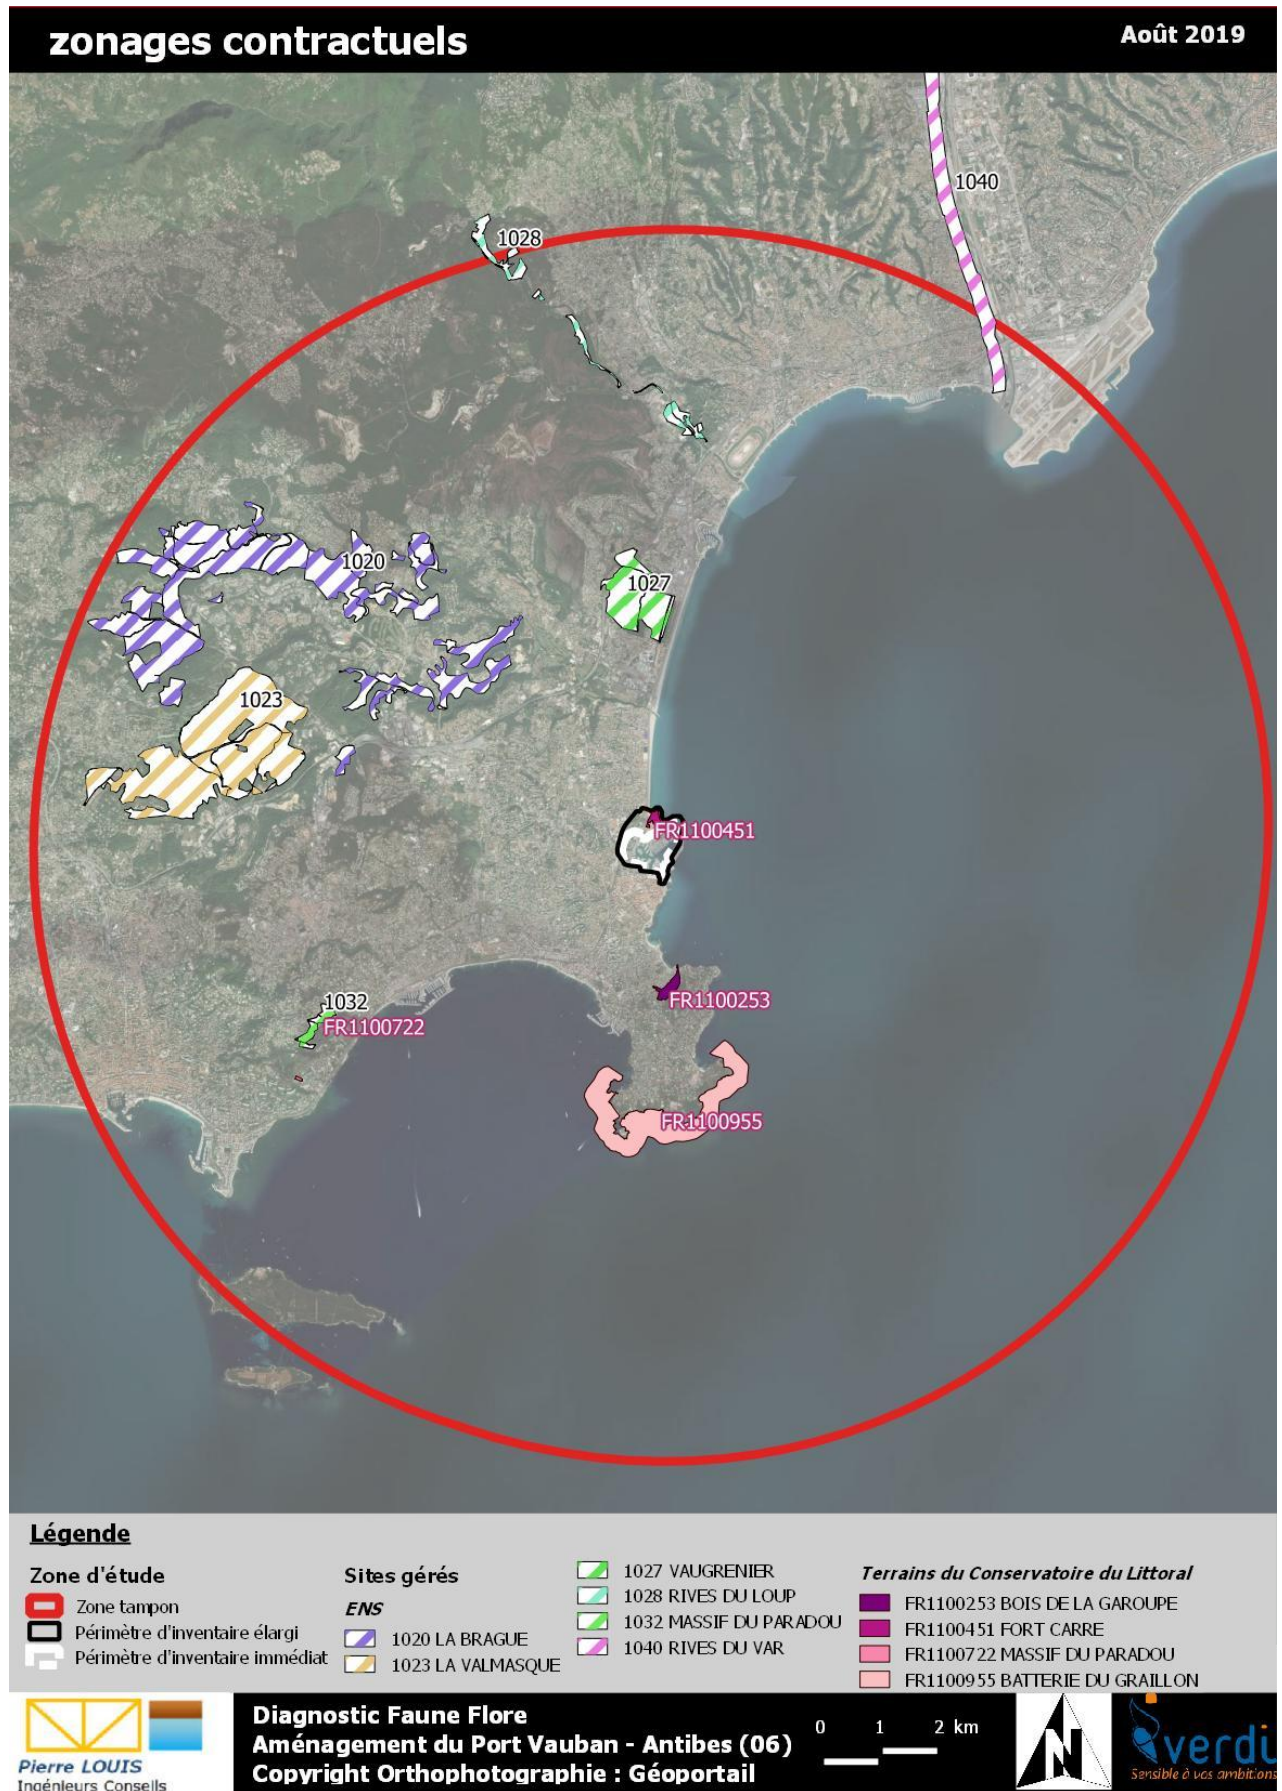 zonages contractuels
Août 2019
1040
1028
1020
1027
1023
FR1100451
FR1100253
1032
FR1100722
FR1100955
Légende
Zone d'étude
Zone tampon
Périmètre d'inventaire élargi
Périmètre d'inventaire immédiat
Sites gérés
ENS
1020 LA BRAGUE
1023 LA VALMASQUE
1027 VAUGRENIER
1028 RIVES DU LOUP
1032 MASSIF DU PARADOU
1040 RIVES DU VAR
Terrains du Conservatoire du Littoral
FR1100253 BOIS DE LA GAROUPE
FR1100451 FORT CARRE
FR1100722 MASSIF DU PARADOU
FR1100955 BATTERIE DU GRAILLON
Pierre LOUIS
Ingénieurs Conseils
Diagnostic Faune Flore
Aménagement du Port Vauban - Antibes (06)
Copyright Orthophotographie : Géoportail
0 1 2 km
N
verdi
Sensible à vos ambitions